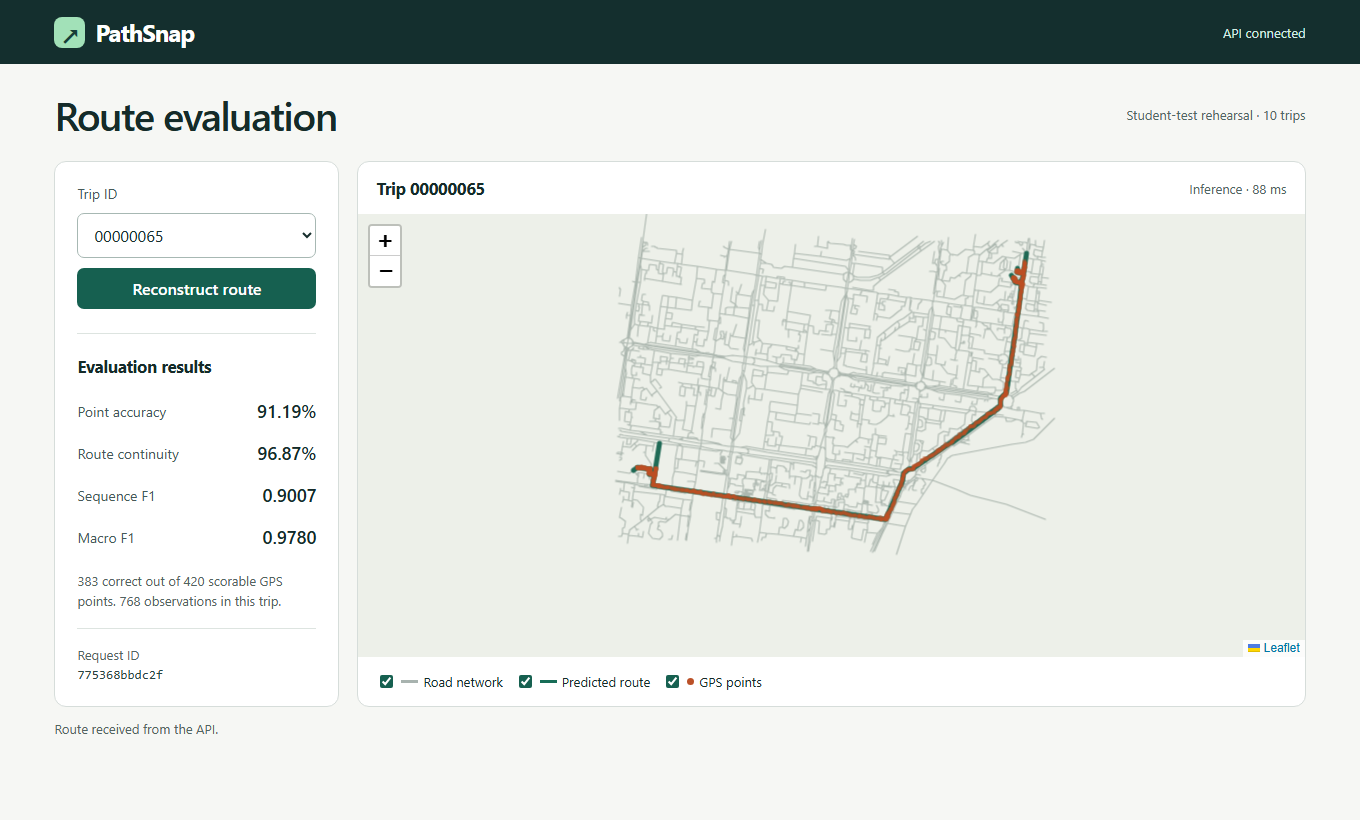 PathSnap
API connected
Route evaluation
Student-test rehearsal · 10 trips
Trip ID
00000065
Reconstruct route
Evaluation results
Point accuracy 91.19%
Route continuity 96.87%
Sequence F1 0.9007
Macro F1 0.9780
383 correct out of 420 scorable GPS
points. 768 observations in this trip.
Request ID
775368bbdc2f
Trip 00000065
Inference · 88 ms
+
−
Leaflet
Road network Predicted route GPS points
Route received from the API.